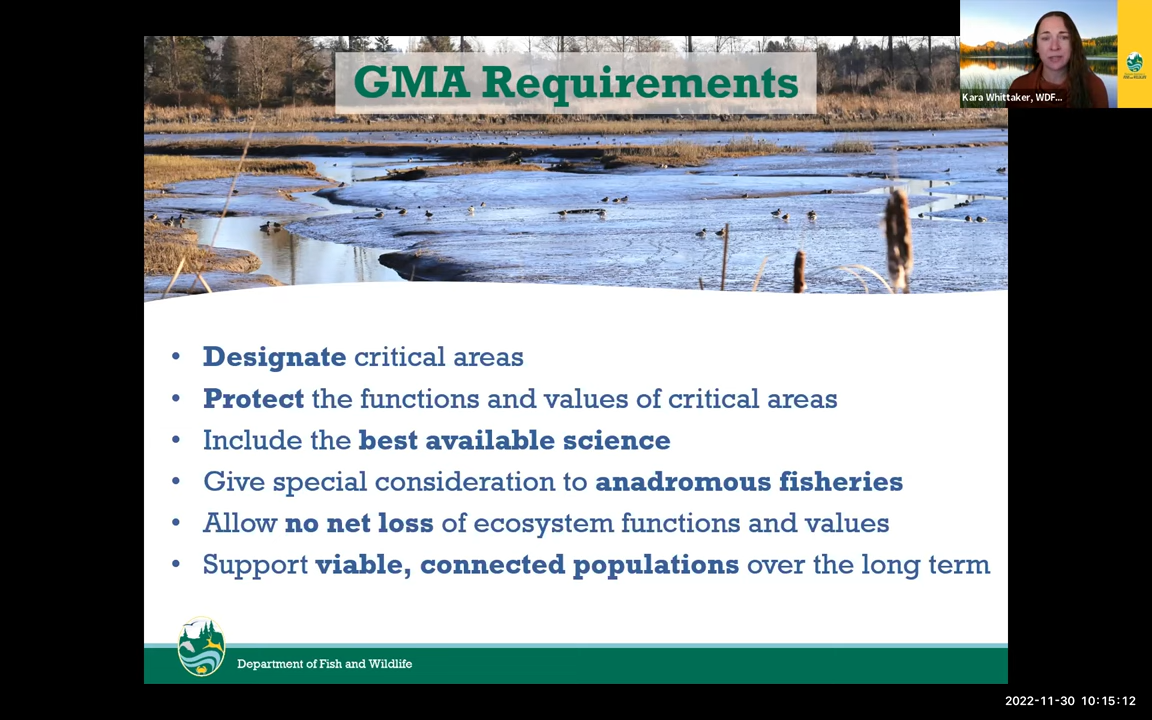 GMA Requirements
Kara Whittaker, WDF...
• Designate critical areas
• Protect the functions and values of critical areas
• Include the best available science
• Give special consideration to anadromous fisheries
• Allow no net loss of ecosystem functions and values
• Support viable, connected populations over the long term
Department of Fish and Wildlife
2022-11-30 10:15:12